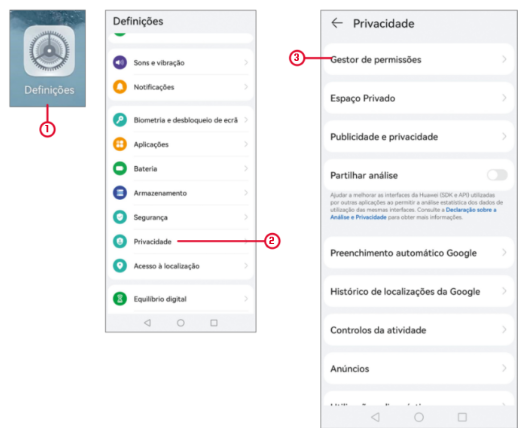 Definições
1
Definições
Sons e vibração
Notificações
Biometria e desbloqueio de ecrã
Aplicações
Bateria
Armazenamento
Segurança
Privacidade
2
Acesso à localização
Equilíbrio digital
Privacidade
3
Gestor de permissões
Espaço Privado
Publicidade e privacidade
Partilhar análise
Ajudar a melhorar as interfaces da Huawei (SDK e API) utilizadas
por outras aplicações ao permitir a análise estatística dos dados de
utilização das mesmas interfaces. Consulte a Declaração sobre a
Análise e Privacidade para obter mais informações.
Preenchimento automático Google
Histórico de localizações da Google
Controlos da atividade
Anúncios